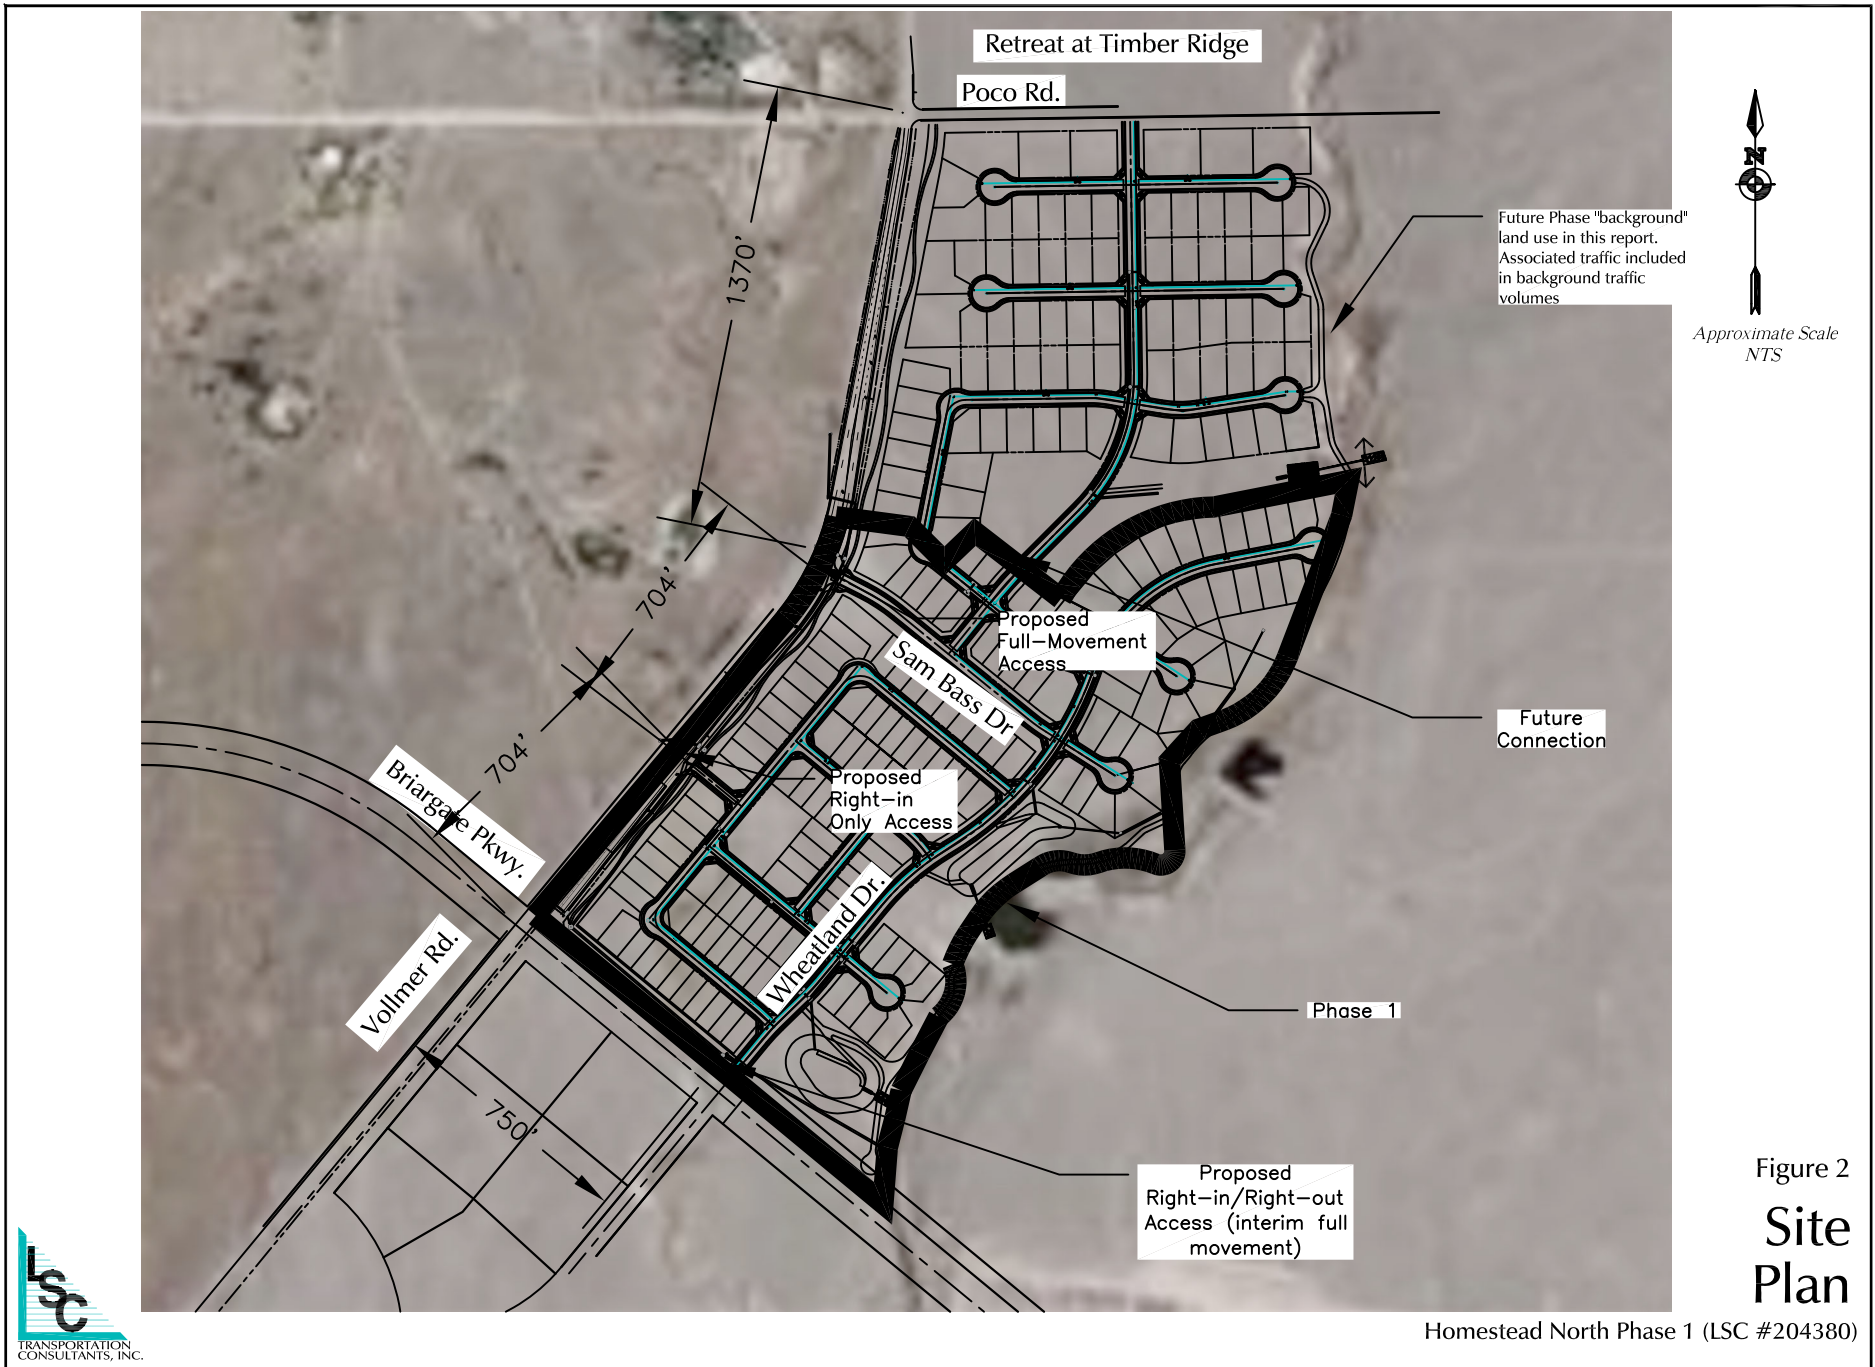 Retreat at Timber Ridge
Poco Rd.
N
1370'
Future Phase "background"
land use in this report.
Associated traffic included
in background traffic
volumes
Approximate Scale
NTS
704'
Proposed
Full-Movement
Access
Sam Bass Dr
Future
Connection
704'
Briargate Pkwy.
Proposed
Right-in
Only Access
Wheatland Dr.
Vollmer Rd.
Phase 1
750'
Proposed
Right-in/Right-out
Access (interim full
movement)
Figure 2
Site
Plan
LSC
TRANSPORTATION
CONSULTANTS, INC.
Homestead North Phase 1 (LSC #204380)